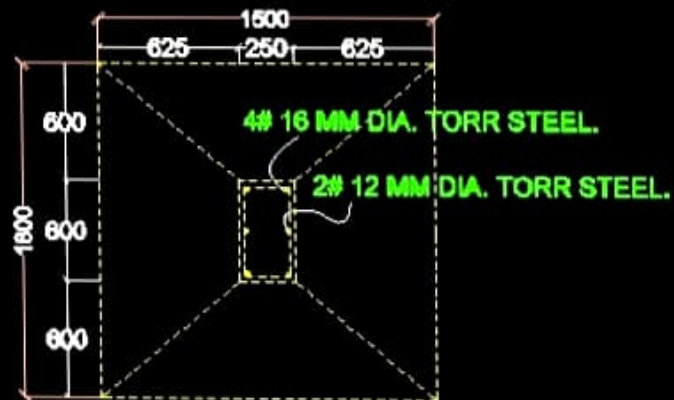 1500
625 250 625
600
4# 16 MM DIA. TORR STEEL.
2# 12 MM DIA. TORR STEEL.
1800
600
600